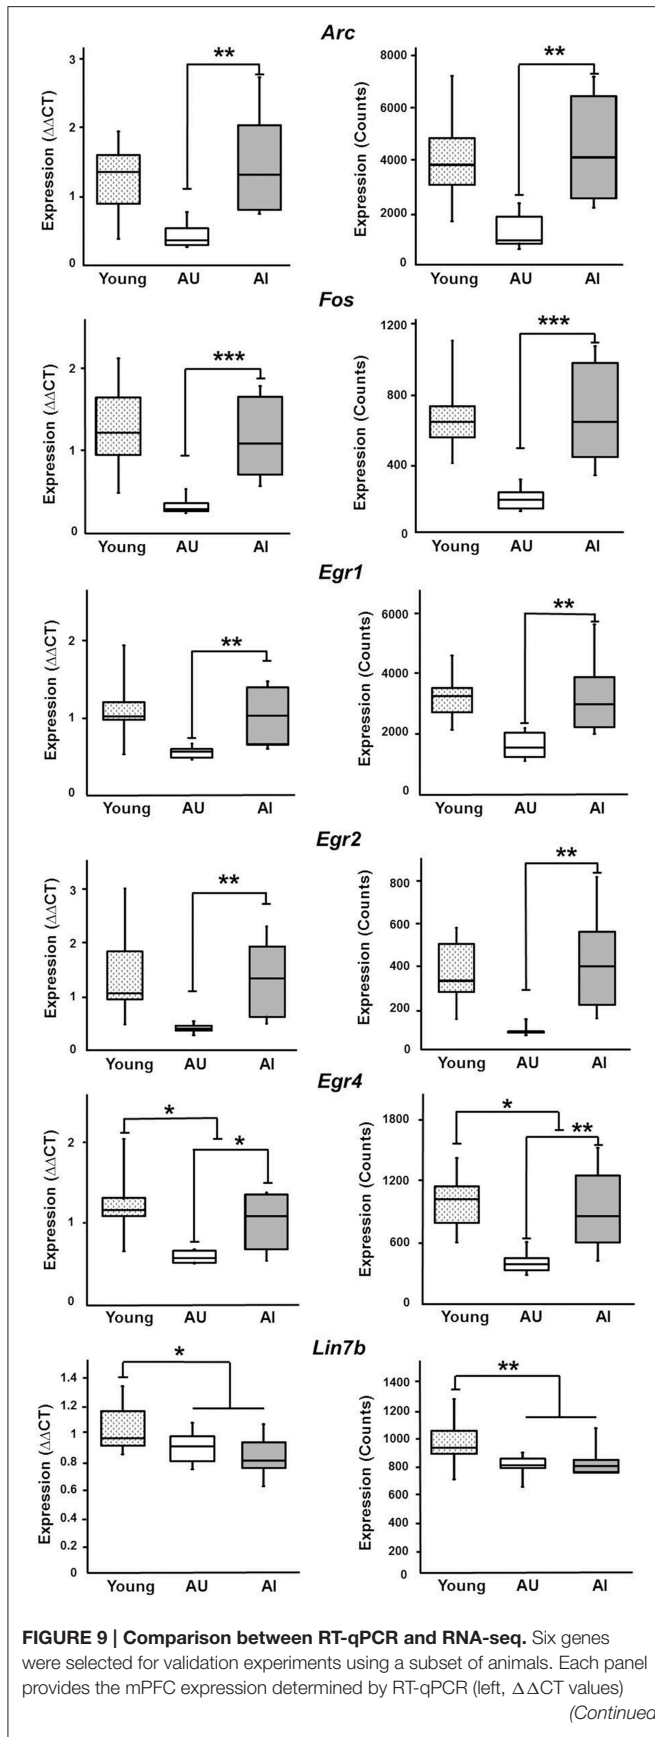 Arc
** **
Expression (ΔΔCT)
3
2
1
0
Young AU AI
Expression (Counts)
8000
6000
4000
2000
0
Young AU AI
Fos
*** ***
Expression (ΔΔCT)
2
1
0
Young AU AI
Expression (Counts)
1200
800
400
0
Young AU AI
Egr1
** **
Expression (ΔΔCT)
2
1
0
Young AU AI
Expression (Counts)
6000
4000
2000
0
Young AU AI
Egr2
** **
Expression (ΔΔCT)
3
2
1
0
Young AU AI
Expression (Counts)
800
600
400
200
0
Young AU AI
Egr4
* *
* **
Expression (ΔΔCT)
2
1
0
Young AU AI
Expression (Counts)
1800
1200
600
0
Young AU AI
Lin7b
* **
Expression (ΔΔCT)
1.4
1.2
1
0.8
0.6
0.4
0.2
0
Young AU AI
Expression (Counts)
1400
1200
1000
800
600
400
200
0
Young AU AI
FIGURE 9 | Comparison between RT-qPCR and RNA-seq. Six genes
were selected for validation experiments using a subset of animals. Each panel
provides the mPFC expression determined by RT-qPCR (left, ΔΔCT values)
(Continued